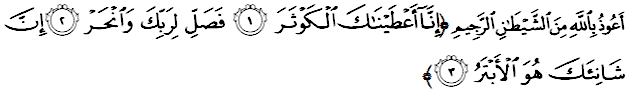 أَعُوذُ بِاللَّهِ مِنَ الشَّيْطَانِ الرَّجِيمِ ﴿إِنَّا أَعْطَيْنَاكَ الْكَوْثَرَ ۝١ فَصَلِّ لِرَبِّكَ وَانْحَرْ ۝٢ إِنَّ
شَانِئَكَ هُوَ الْأَبْتَرُ ۝٣﴾